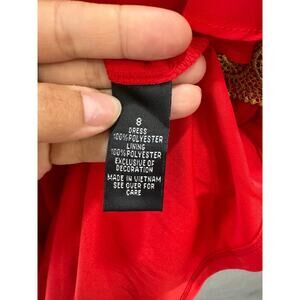 8
DRESS
100% POLYESTER
LINING
100% POLYESTER
EXCLUSIVE OF
DECORATION
MADE IN VIETNAM
SEE OVER FOR
CARE